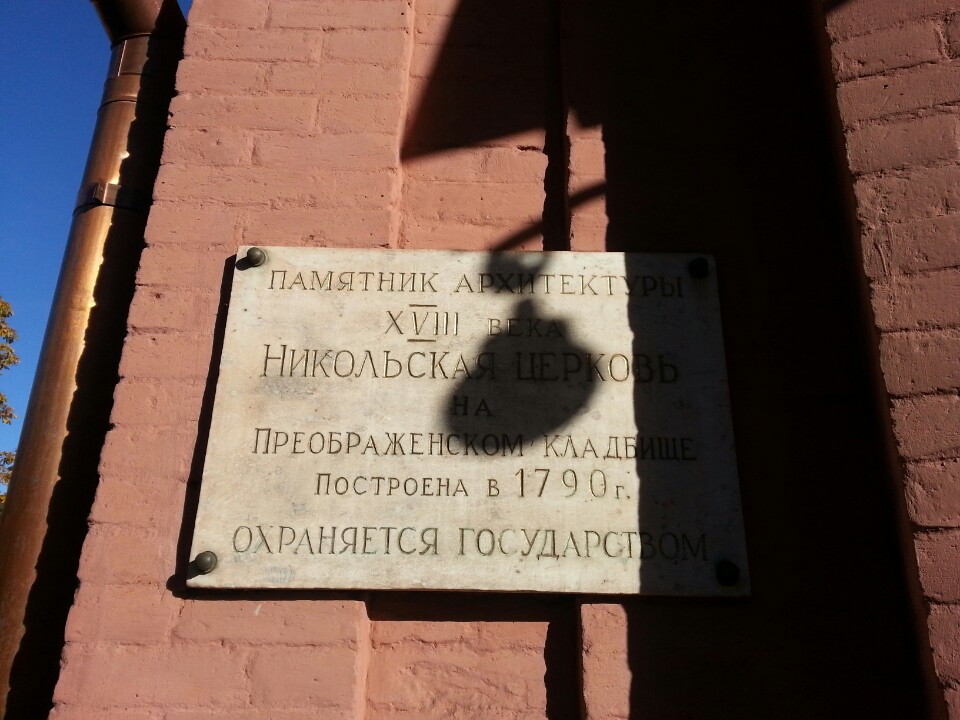 ПАМЯТНИК АРХИТЕКТУРЫ
XVIII ВЕКА
НИКОЛЬСКАЯ ЦЕРКОВЬ
НА
ПРЕОБРАЖЕНСКОМ КЛАДБИЩЕ
ПОСТРОЕНА В 1790 г.
ОХРАНЯЕТСЯ ГОСУДАРСТВОМ